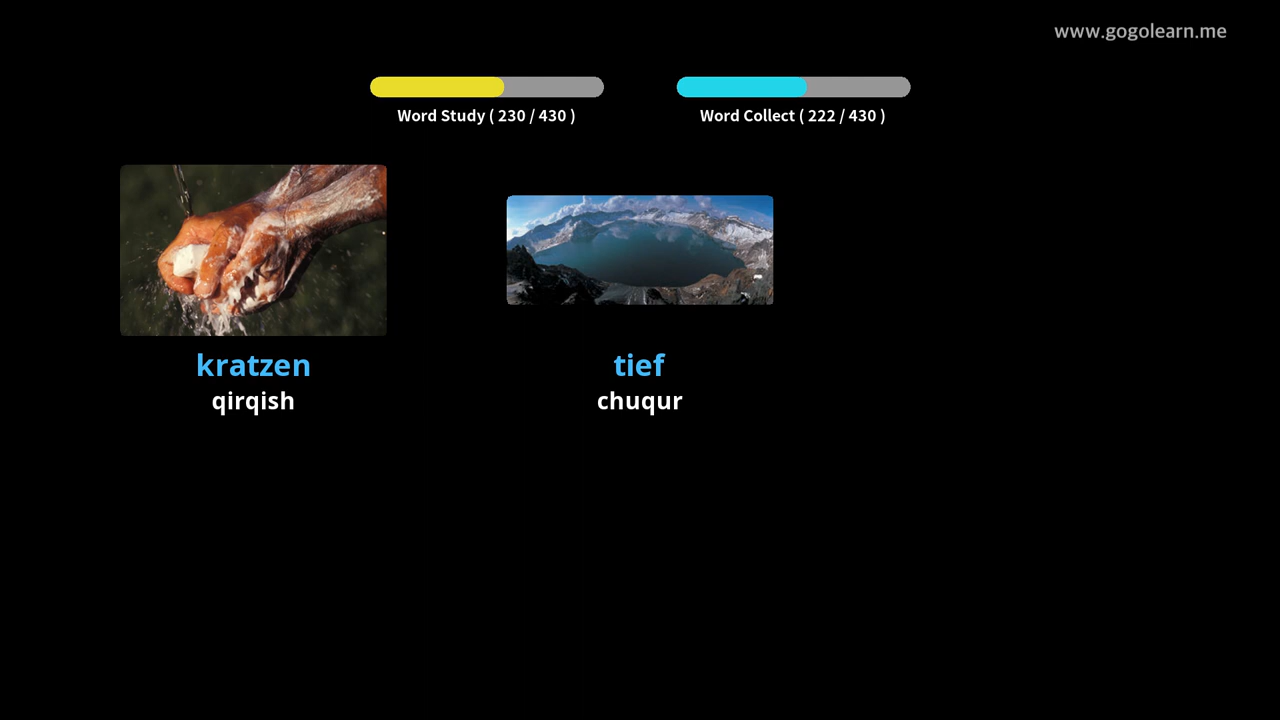 www.gogolearn.me
Word Study ( 230 / 430 )
Word Collect ( 222 / 430 )
kratzen
qirqish
tief
chuqur